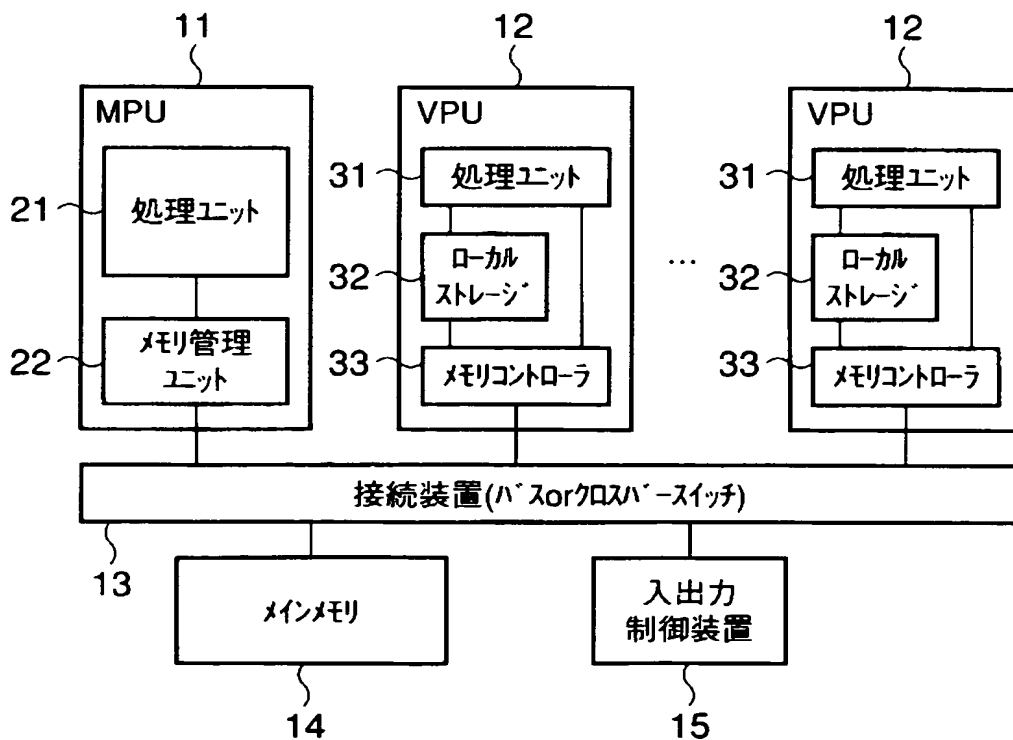 11
12
12
MPU
VPU
VPU
21
処理ユニット
22
メモリ管理
ユニット
31
処理ユニット
32
ローカル
ストレージ
33
メモリコントローラ
…
31
処理ユニット
32
ローカル
ストレージ
33
メモリコントローラ
接続装置(バスorクロスバースイッチ)
13
メインメモリ
14
入出力
制御装置
15